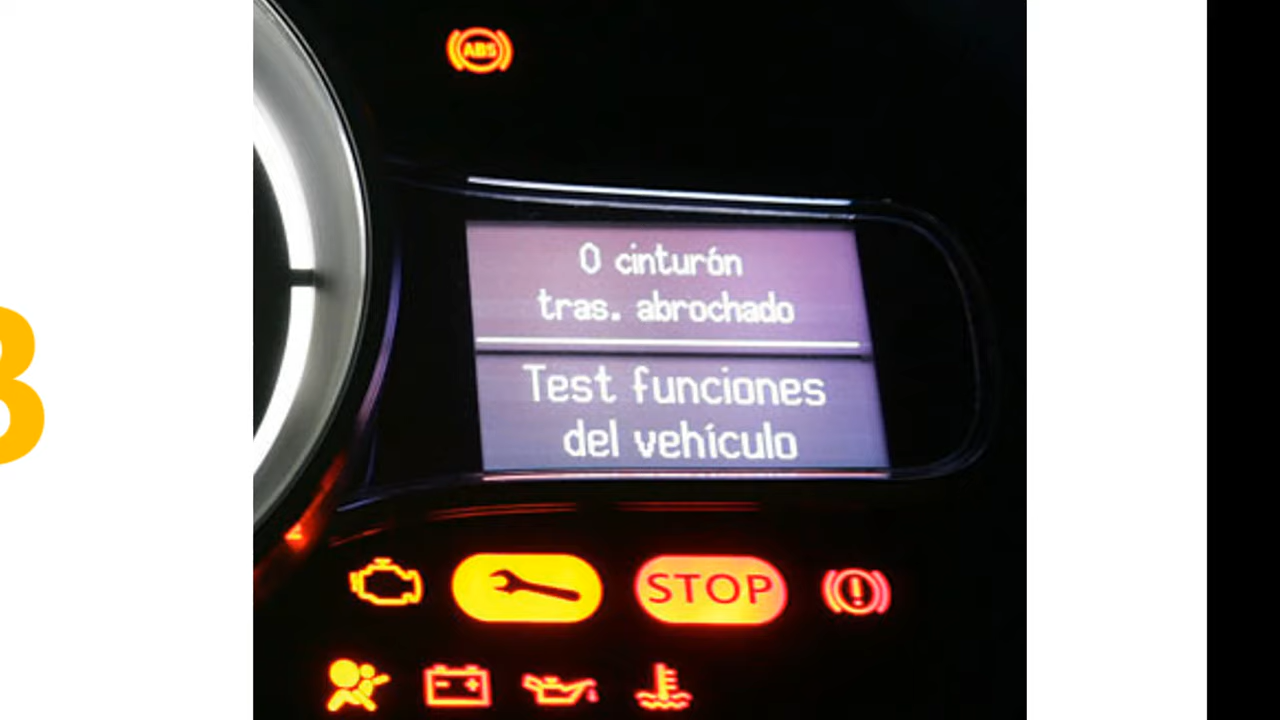 ABS
0 cinturón
tras. abrochado
Test funciones
del vehículo
STOP